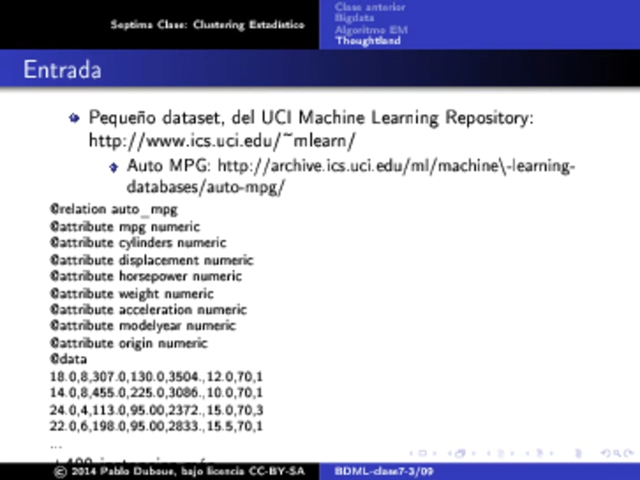 Septima Clase: Clustering Estadistico
Clase anterior
Bigdata
Algoritmo EM
Thoughtland
Entrada
Pequeño dataset, del UCI Machine Learning Repository:
http://www.ics.uci.edu/~mlearn/
Auto MPG: http://archive.ics.uci.edu/ml/machine\-learning-
databases/auto-mpg/
@relation auto_mpg
@attribute mpg numeric
@attribute cylinders numeric
@attribute displacement numeric
@attribute horsepower numeric
@attribute weight numeric
@attribute acceleration numeric
@attribute modelyear numeric
@attribute origin numeric
@data
18.0,8,307.0,130.0,3504.,12.0,70,1
14.0,8,455.0,225.0,3086.,10.0,70,1
24.0,4,113.0,95.00,2372.,15.0,70,3
22.0,6,198.0,95.00,2833.,15.5,70,1
...
© 2014 Pablo Duboue, bajo licencia CC-BY-SA
BDML-clase7-3/09